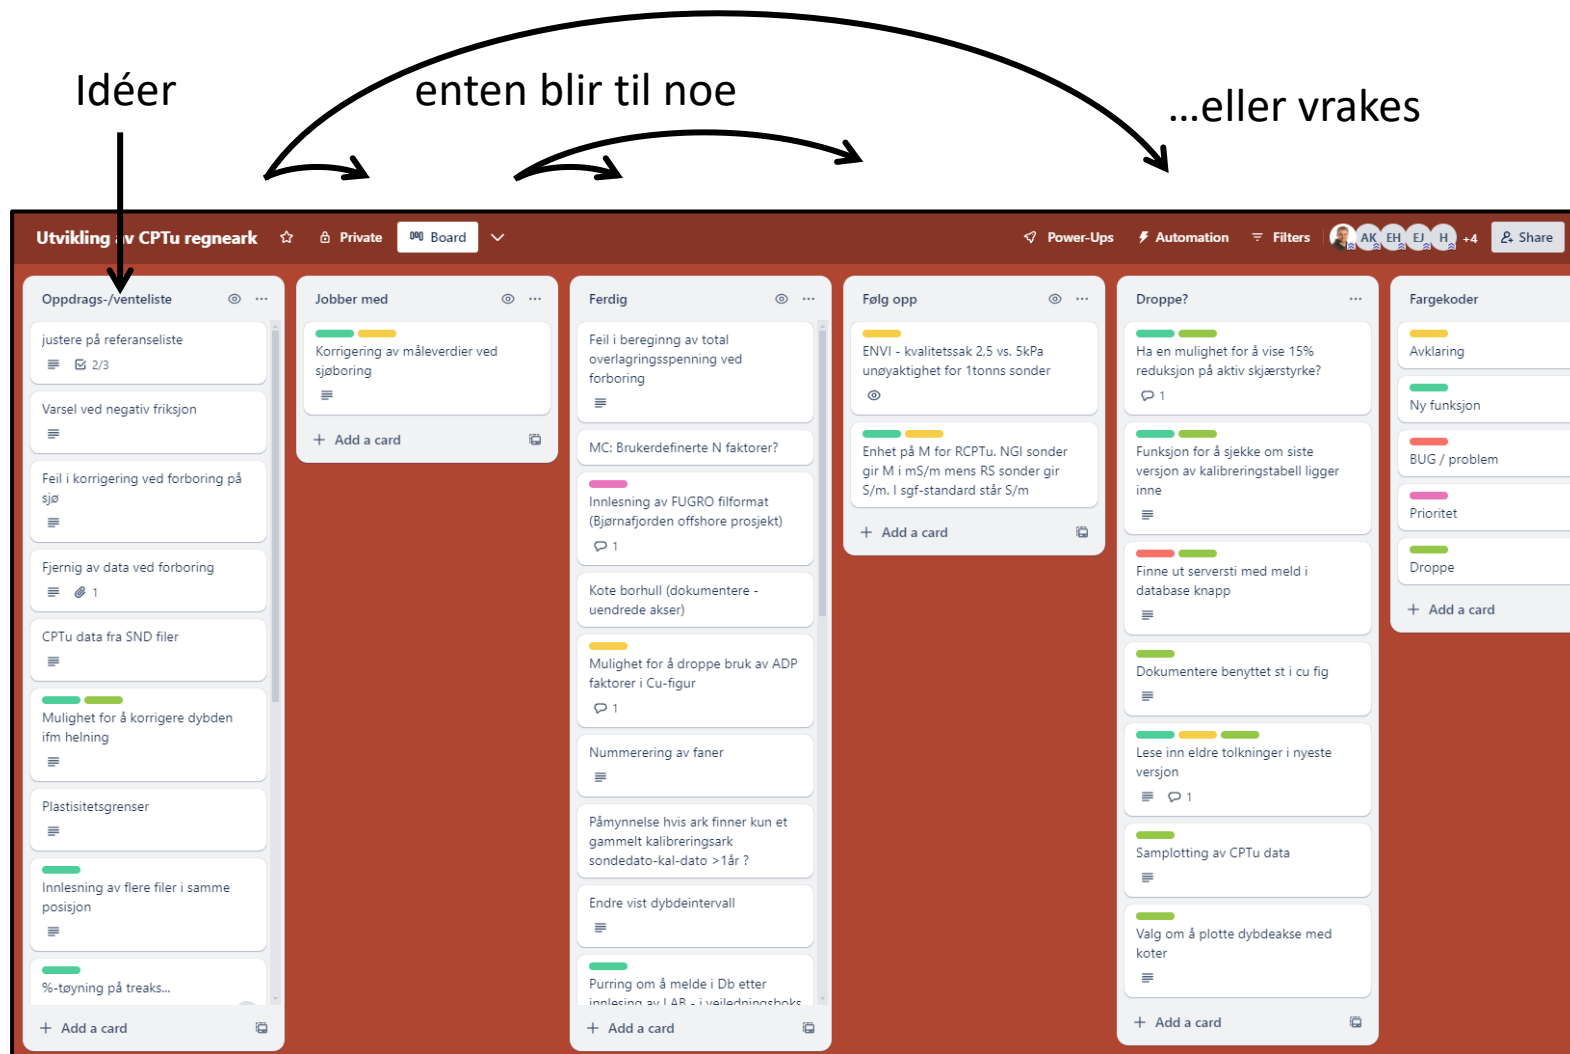 Idéer
enten blir til noe
...eller vrakes
Utvikling av CPTu regneark
Private
Board
Power-Ups
Automation
Filters
AK
EH
EJ
H
+4
Share
Oppdrags-/venteliste
justere på referanseliste
2/3
Varsel ved negativ friksjon
Feil i korrigering ved forboring på
sjø
Fjernig av data ved forboring
1
CPTu data fra SND filer
Mulighet for å korrigere dybden
ifm helning
Plastisitetsgrenser
Innlesning av flere filer i samme
posisjon
%-tøyning på treaks...
+ Add a card
Jobber med
Korrigering av måleverdier ved
sjøboring
+ Add a card
Ferdig
Feil i bereginng av total
overlagringsspenning ved
forboring
MC: Brukerdefinerte N faktorer?
Innlesning av FUGRO filformat
(Bjørnafjorden offshore prosjekt)
1
Kote borhull (dokumentere -
uendrede akser)
Mulighet for å droppe bruk av ADP
faktorer i Cu-figur
1
Nummerering av faner
Påmynnelse hvis ark finner kun et
gammelt kalibreringsark
sondedato-kal-dato >1år ?
Endre vist dybdeintervall
Purring om å melde i Db etter
innlesing av LAB - i veiledningsboks
+ Add a card
Følg opp
ENVI - kvalitetssak 2,5 vs. 5kPa
unøyaktighet for 1tonns sonder
Enhet på M for RCPTu. NGI sonder
gir M i mS/m mens RS sonder gir
S/m. I sgf-standard står S/m
+ Add a card
Droppe?
Ha en mulighet for å vise 15%
reduksjon på aktiv skjærstyrke?
1
Funksjon for å sjekke om siste
versjon av kalibreringstabell ligger
inne
Finne ut serversti med meld i
database knapp
Dokumentere benyttet st i cu fig
Lese inn eldre tolkninger i nyeste
versjon
1
Samplotting av CPTu data
Valg om å plotte dybdeakse med
koter
+ Add a card
Fargekoder
Avklaring
Ny funksjon
BUG / problem
Prioritet
Droppe
+ Add a card